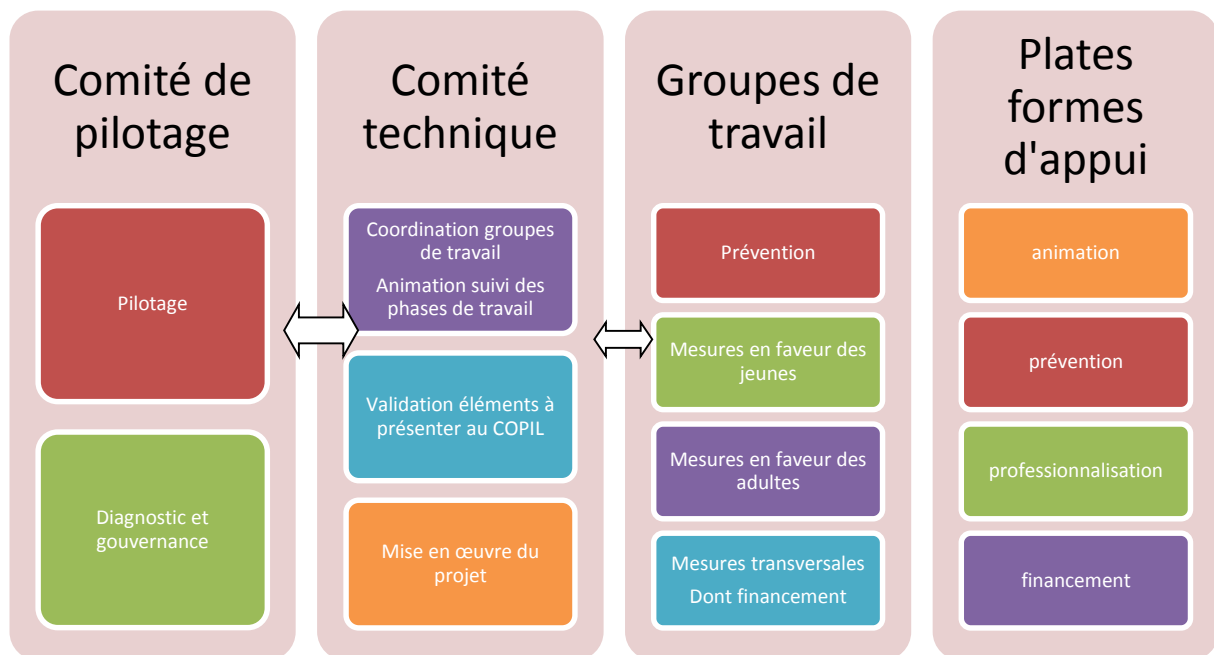 Comité de
pilotage
Pilotage
Diagnostic et
gouvernance
Comité
technique
Coordination groupes
de travail
Animation suivi des
phases de travail
Validation éléments à
présenter au COPIL
Mise en œuvre du
projet
Groupes de
travail
Prévention
Mesures en faveur des
jeunes
Mesures en faveur des
adultes
Mesures transversales
Dont financement
Plates
formes
d'appui
animation
prévention
professionnalisation
financement